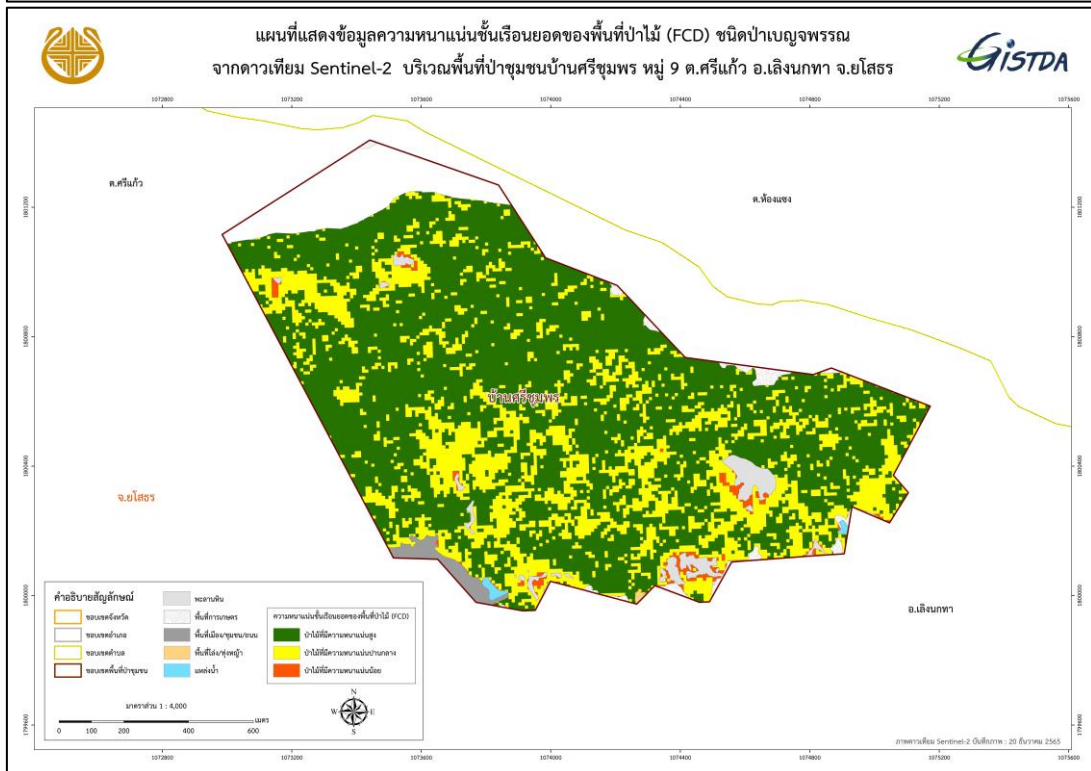 แผนที่แสดงข้อมูลความหนาแน่นชั้นเรือนยอดของพื้นที่ป่าไม้ (FCD) ชนิดป่าเบญจพรรณ
จากดาวเทียม Sentinel-2 บริเวณพื้นที่ป่าชุมชนบ้านศรีชุมพร หมู่ 9 ต.ศรีแก้ว อ.เลิงนกทา จ.ยโสธร
GISTDA
1072800 1073200 1073600 1074000 1074400 1074800 1075200 1075600
ต.ศรีแก้ว
ต.ห้องแซง
1801200 1801200
1800800 1800800
บ้านศรีชุมพร
1800400 1800400
จ.ยโสธร
1800000 1800000
อ.เลิงนกทา
คำอธิบายสัญลักษณ์
ขอบเขตจังหวัด
ขอบเขตอำเภอ
ขอบเขตตำบล
ขอบเขตพื้นที่ป่าชุมชน
พะลานหิน
พื้นที่การเกษตร
พื้นที่เมือง/ชุมชน/ถนน
พื้นที่โล่ง/ทุ่งหญ้า
แหล่งน้ำ
ความหนาแน่นชั้นเรือนยอดของพื้นที่ป่าไม้ (FCD)
ป่าไม้ที่มีความหนาแน่นสูง
ป่าไม้ที่มีความหนาแน่นปานกลาง
ป่าไม้ที่มีความหนาแน่นน้อย
มาตราส่วน 1 : 4,000
เมตร
0 100 200 400 600
N
W E
S
1799600 1799600
ภาพดาวเทียม Sentinel-2 บันทึกภาพ : 20 ธันวาคม 2565
1072800 1073200 1073600 1074000 1074400 1074800 1075200 1075600